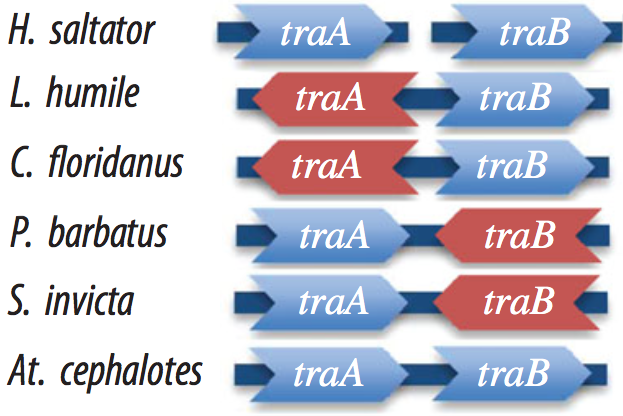 H. saltator traA traB
L. humile traA traB
C. floridanus traA traB
P. barbatus traA traB
S. invicta traA traB
At. cephalotes traA traB